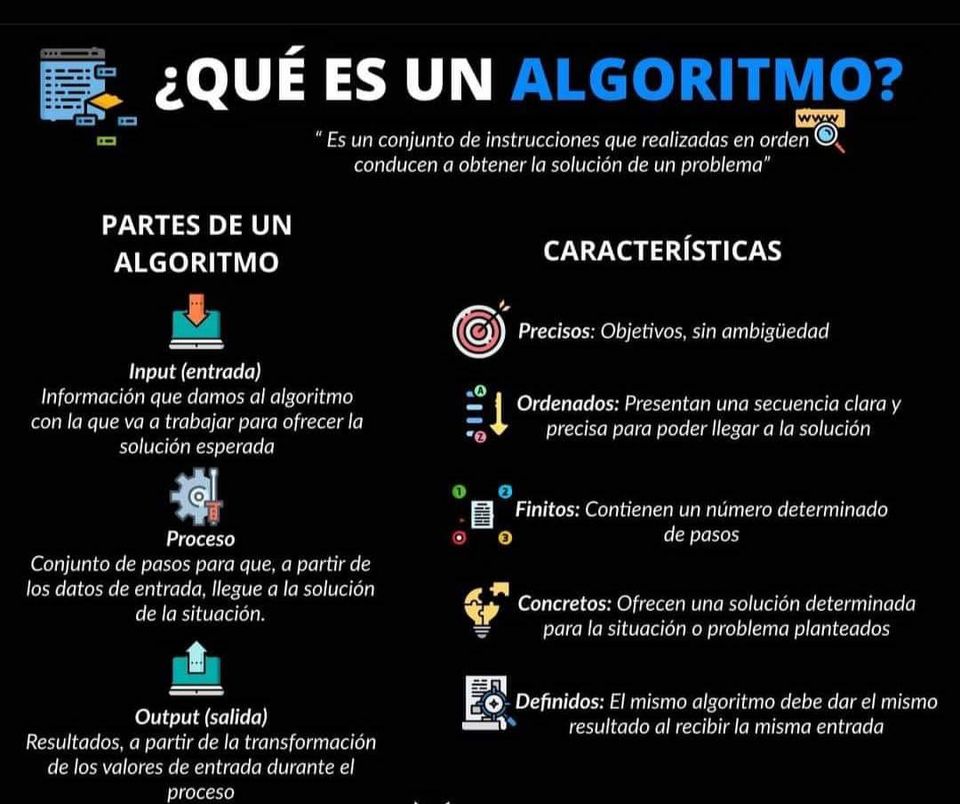 ¿QUÉ ES UN ALGORITMO?
www
“ Es un conjunto de instrucciones que realizadas en orden
conducen a obtener la solución de un problema”
PARTES DE UN
ALGORITMO
Input (entrada)
Información que damos al algoritmo
con la que va a trabajar para ofrecer la
solución esperada
Proceso
Conjunto de pasos para que, a partir de
los datos de entrada, llegue a la solución
de la situación.
Output (salida)
Resultados, a partir de la transformación
de los valores de entrada durante el
proceso
CARACTERÍSTICAS
Precisos: Objetivos, sin ambigüedad
A
Z
Ordenados: Presentan una secuencia clara y
precisa para poder llegar a la solución
1
2
3
Finitos: Contienen un número determinado
de pasos
Concretos: Ofrecen una solución determinada
para la situación o problema planteados
Definidos: El mismo algoritmo debe dar el mismo
resultado al recibir la misma entrada